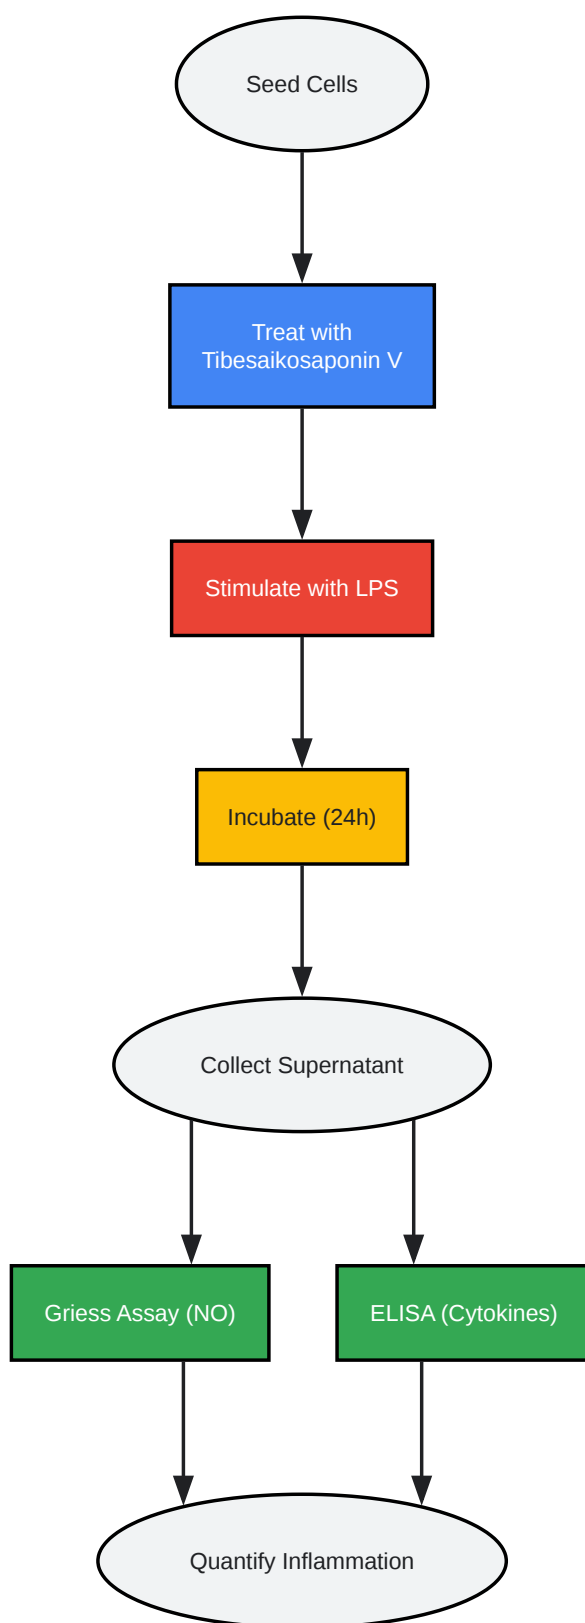 Seed Cells
Treat with
Tibesaikosaponin V
Stimulate with LPS
Incubate (24h)
Collect Supernatant
Griess Assay (NO)
ELISA (Cytokines)
Quantify Inflammation